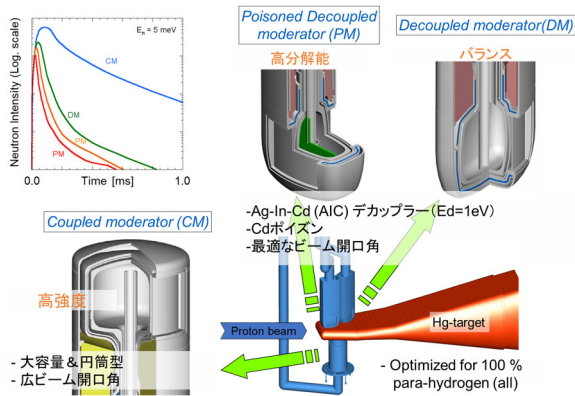 Neutron Intensity (Log. scale)
En = 5 meV
CM
DM
PM
PM
0.0
1.0
Time [ms]
Poisoned Decoupled
moderator (PM)
高分解能
Decoupled moderator(DM)
バランス
-Ag-In-Cd (AIC) デカップラー(Ed=1eV)
-Cdポイズン
-最適なビーム開口角
Coupled moderator (CM)
高強度
- 大容量&円筒型
- 広ビーム開口角
Proton beam
Hg-target
- Optimized for 100 %
para-hydrogen (all)